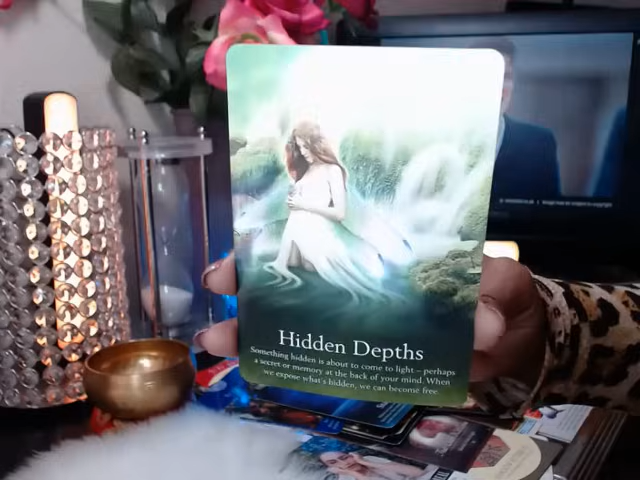 Hidden Depths
Something hidden is about to come to light – perhaps
a secret or memory at the back of your mind. When
we expose what's hidden, we can become free.